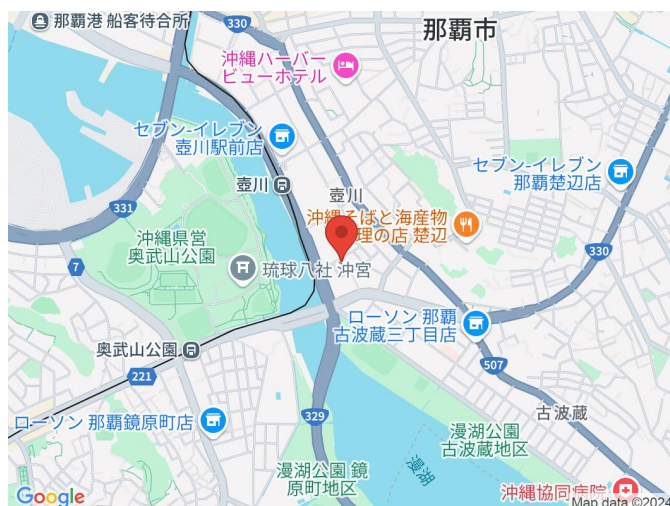 那覇港 船客待合所
330
那覇市
沖縄ハーバー
ビューホテル
セブン-イレブン
壺川駅前店
セブン-イレブン
那覇楚辺店
壺川
壺川
331
沖縄そばと海産物
理の店 楚辺
沖縄県営
奥武山公園
330
7
琉球八社 沖宮
ローソン 那覇
古波蔵三丁目店
奥武山公園
221
507
ローソン 那覇鏡原町店
329
古波蔵
漫湖公園
古波蔵地区
漫湖公園 鏡
原町地区
漫湖
沖縄協同病院
Google
Map data ©2024